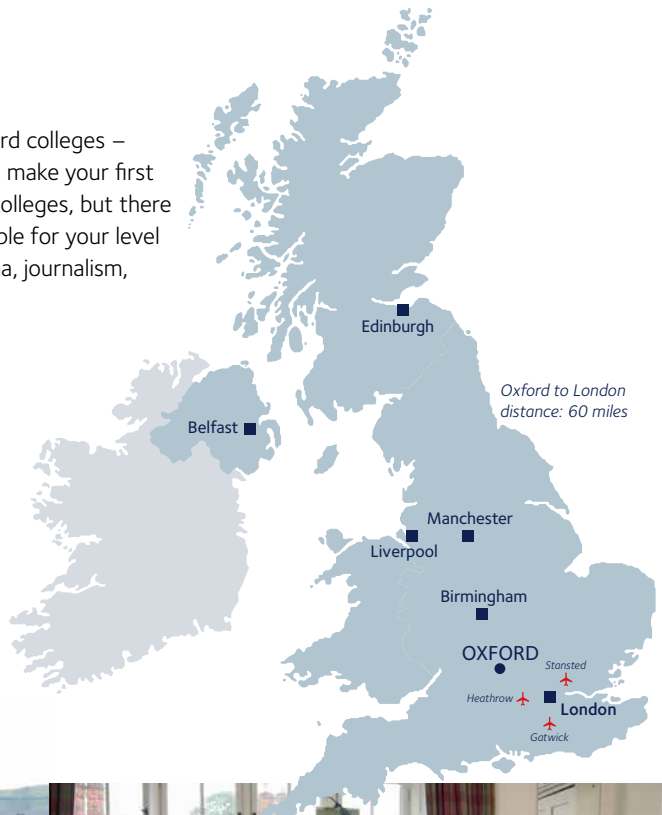 rd colleges –
make your first
olleges, but there
ble for your level
a, journalism,
Edinburgh
Oxford to London
distance: 60 miles
Belfast
Manchester
Liverpool
Birmingham
OXFORD
Stansted
Heathrow
London
Gatwick